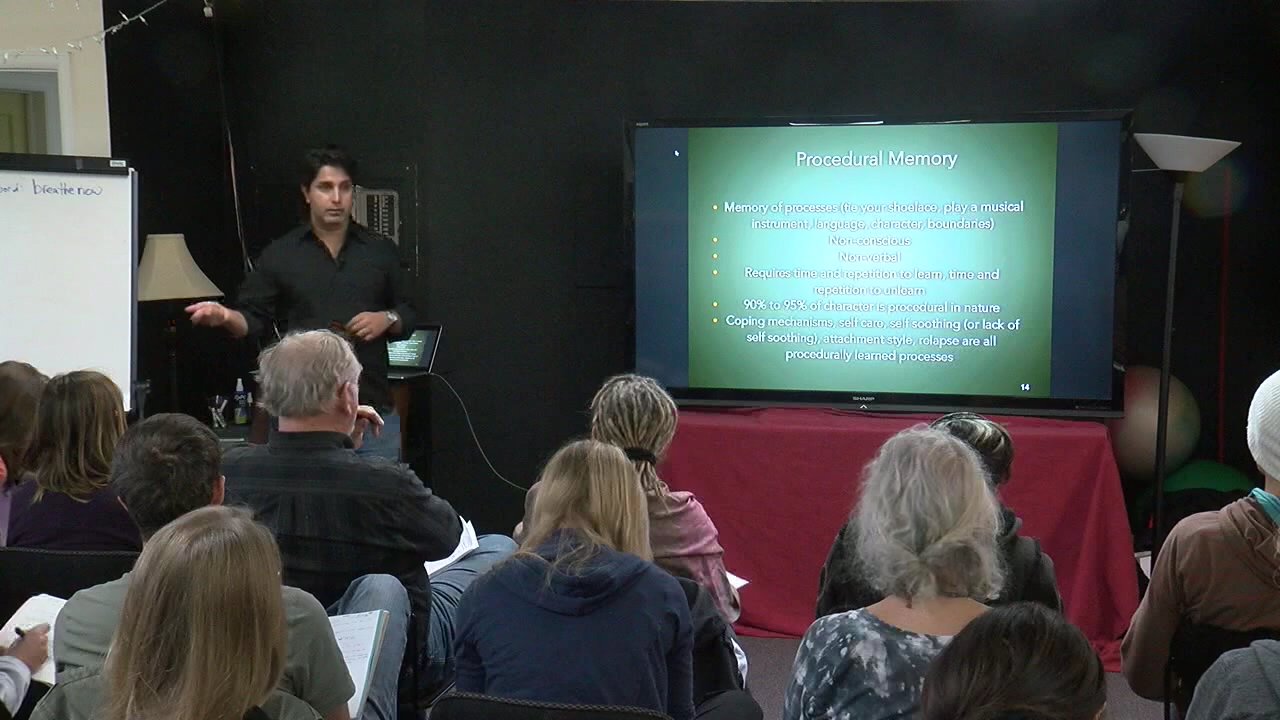 breathe now
Procedural Memory
• Memory of processes (tie your shoelace, play a musical
instrument, language, character, boundaries)
• Non-conscious
• Non-verbal
• Requires time and repetition to learn, time and
repetition to unlearn
• 90% to 95% of character is procedural in nature
• Coping mechanisms, self care, self soothing (or lack of
self soothing), attachment style, relapse are all
procedurally learned processes
14
SHARP